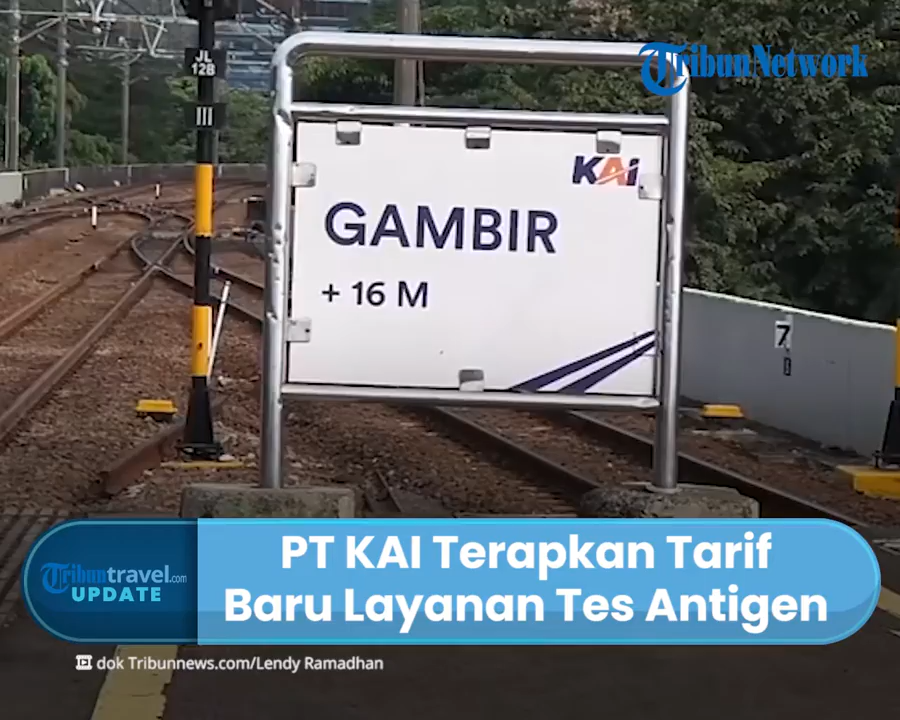 JL
12B
III
TribunNetwork
KAI
GAMBIR
+ 16 M
7
PT KAI Terapkan Tarif
Baru Layanan Tes Antigen
Tribuntravel.com
UPDATE
dok Tribunnews.com/Lendy Ramadhan